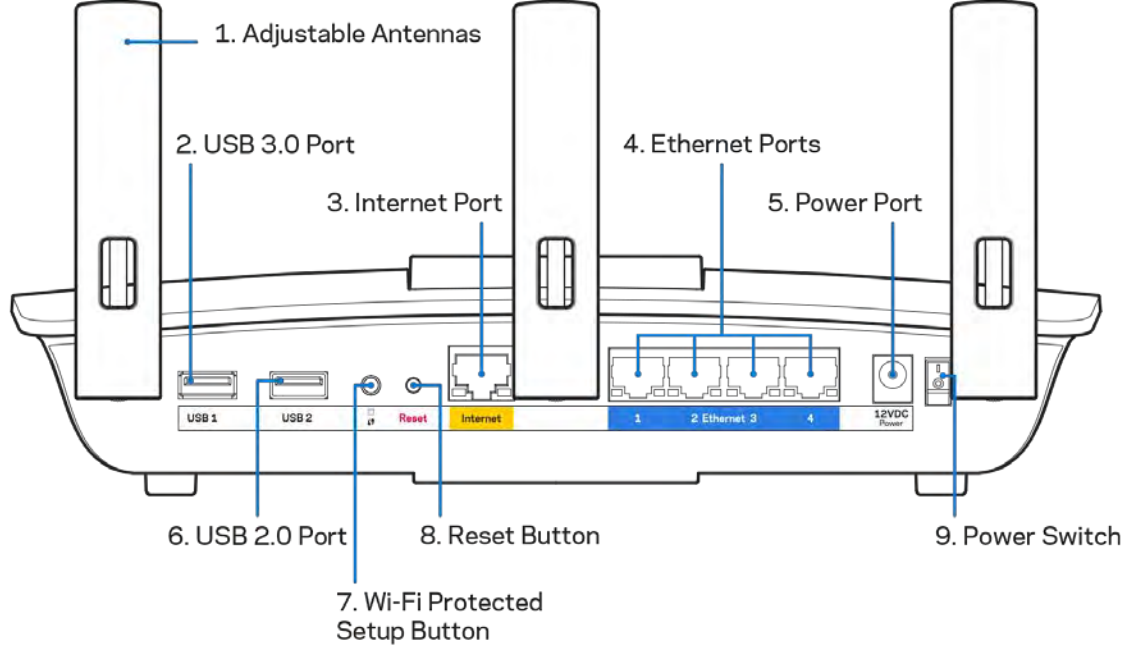 1. Adjustable Antennas
2. USB 3.0 Port
4. Ethernet Ports
3. Internet Port
5. Power Port
USB 1
USB 2
Reset
Internet
1
2 Ethernet 3
4
12VDC
Power
6. USB 2.0 Port
8. Reset Button
9. Power Switch
7. Wi-Fi Protected
Setup Button